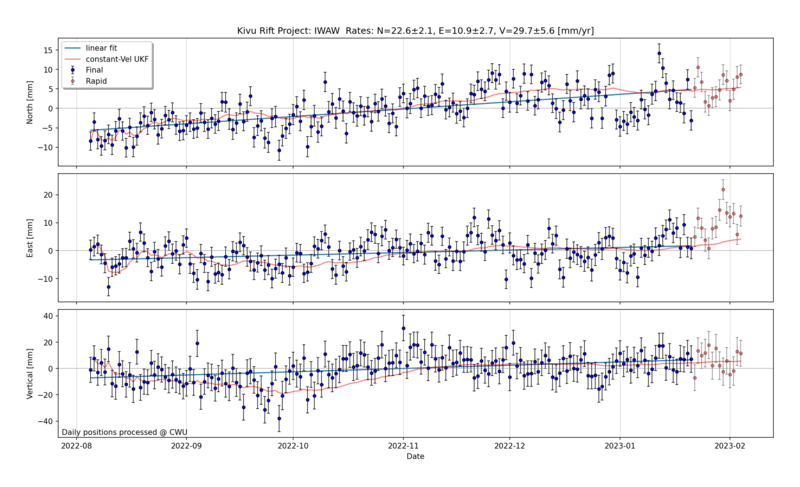 Kivu Rift Project: IWAW  Rates: N=22.6±2.1, E=10.9±2.7, V=29.7±5.6 [mm/yr]
linear fit
constant-Vel UKF
Final
Rapid
North [mm]
15
10
5
0
−5
−10
East [mm]
20
10
0
−10
Vertical [mm]
40
20
0
−20
−40
Daily positions processed @ CWU
2022-08
2022-09
2022-10
2022-11
2022-12
2023-01
2023-02
Date